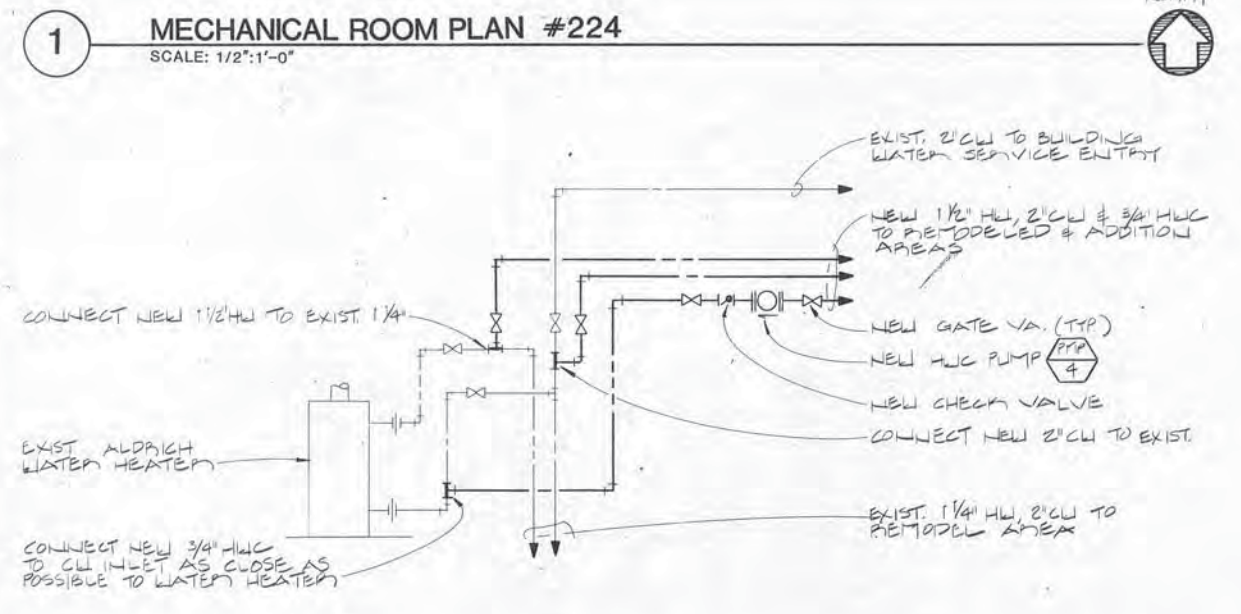 1
MECHANICAL ROOM PLAN #224
SCALE: 1/2":1'-0"
EXIST. 2"CW TO BUILDING
WATER SERVICE ENTRY
NEW 1 1/2" HW, 2"CW & 3/4" HWC
TO REMODELED & ADDITION
AREAS
CONNECT NEW 1 1/2"HW TO EXIST. 1 1/4"
NEW GATE VA. (TYP.)
NEW HWC PUMP
PMP
4
NEW CHECK VALVE
CONNECT NEW 2"CW TO EXIST.
EXIST ALDRICH
WATER HEATER
EXIST. 1 1/4" HW, 2"CW TO
REMODEL AREA
CONNECT NEW 3/4" HWC
TO CW INLET AS CLOSE AS
POSSIBLE TO WATER HEATER